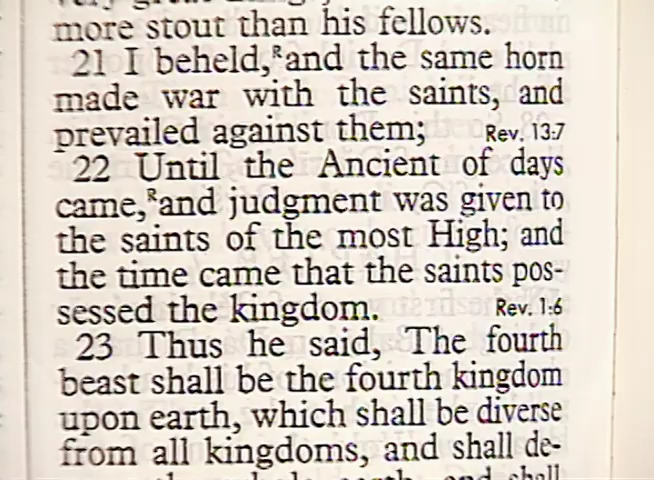 more stout than his fellows.
21 I beheld,ᴿand the same horn
made war with the saints, and
prevailed against them; Rev. 13:7
22 Until the Ancient of days
came,ᴿand judgment was given to
the saints of the most High; and
the time came that the saints pos-
sessed the kingdom. Rev. 1:6
23 Thus he said, The fourth
beast shall be the fourth kingdom
upon earth, which shall be diverse
from all kingdoms, and shall de-